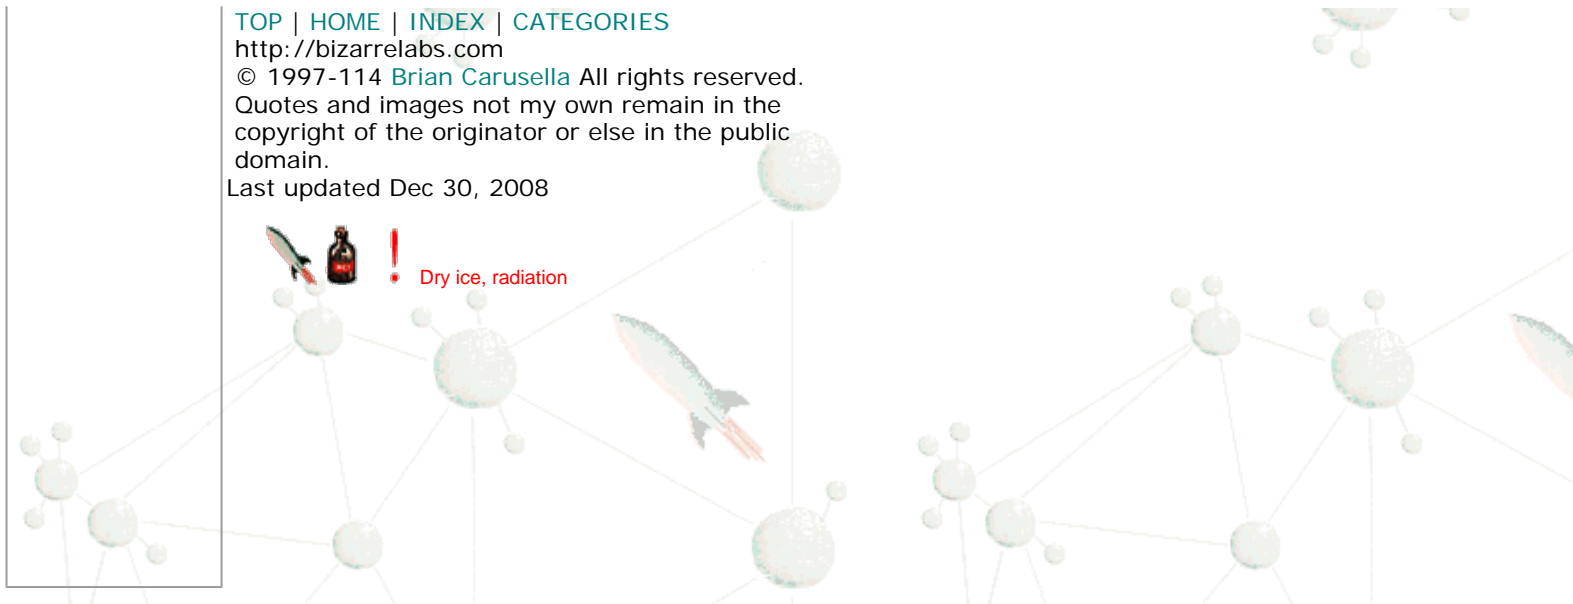 TOP | HOME | INDEX | CATEGORIES
http://bizarrelabs.com
© 1997-114 Brian Carusella All rights reserved.
Quotes and images not my own remain in the
copyright of the originator or else in the public
domain.
Last updated Dec 30, 2008
Dry ice, radiation